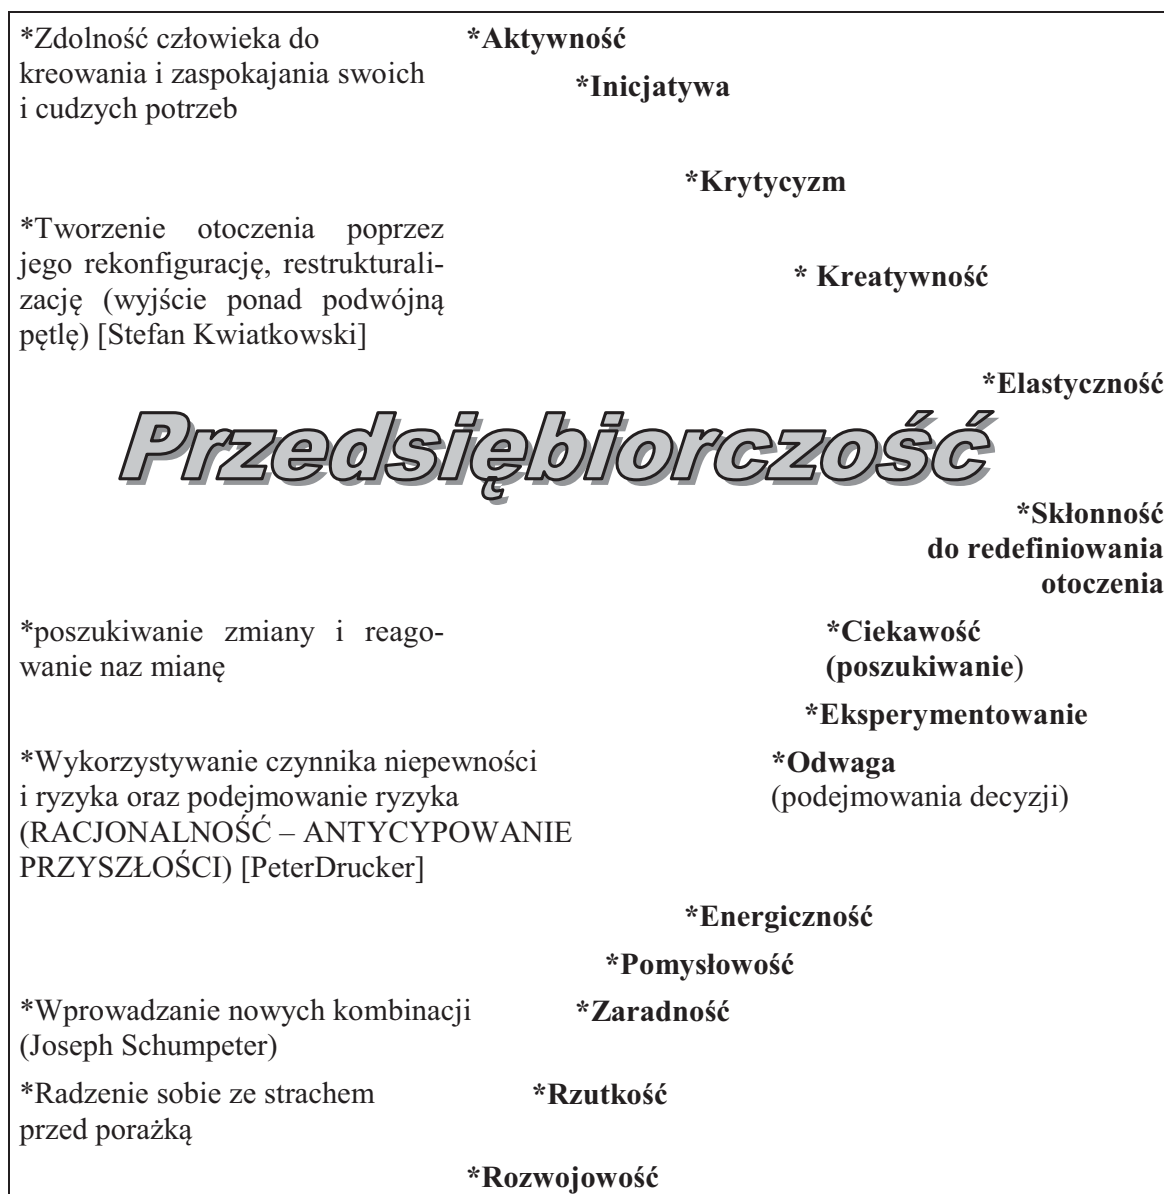 *Zdolność człowieka do
kreowania i zaspokajania swoich
i cudzych potrzeb
*Aktywność
*Inicjatywa
*Krytycyzm
*Tworzenie otoczenia poprzez
jego rekonfigurację, restrukturali-
zację (wyjście ponad podwójną
pętlę) [Stefan Kwiatkowski]
* Kreatywność
*Elastyczność
Przedsiębiorczość
*Skłonność
do redefiniowania
otoczenia
*poszukiwanie zmiany i reago-
wanie naz mianę
*Ciekawość
(poszukiwanie)
*Eksperymentowanie
*Wykorzystywanie czynnika niepewności
i ryzyka oraz podejmowanie ryzyka
(RACJONALNOŚĆ – ANTYCYPOWANIE
PRZYSZŁOŚCI) [PeterDrucker]
*Odwaga
(podejmowania decyzji)
*Energiczność
*Pomysłowość
*Wprowadzanie nowych kombinacji
(Joseph Schumpeter)
*Zaradność
*Radzenie sobie ze strachem
przed porażką
*Rzutkość
*Rozwojowość